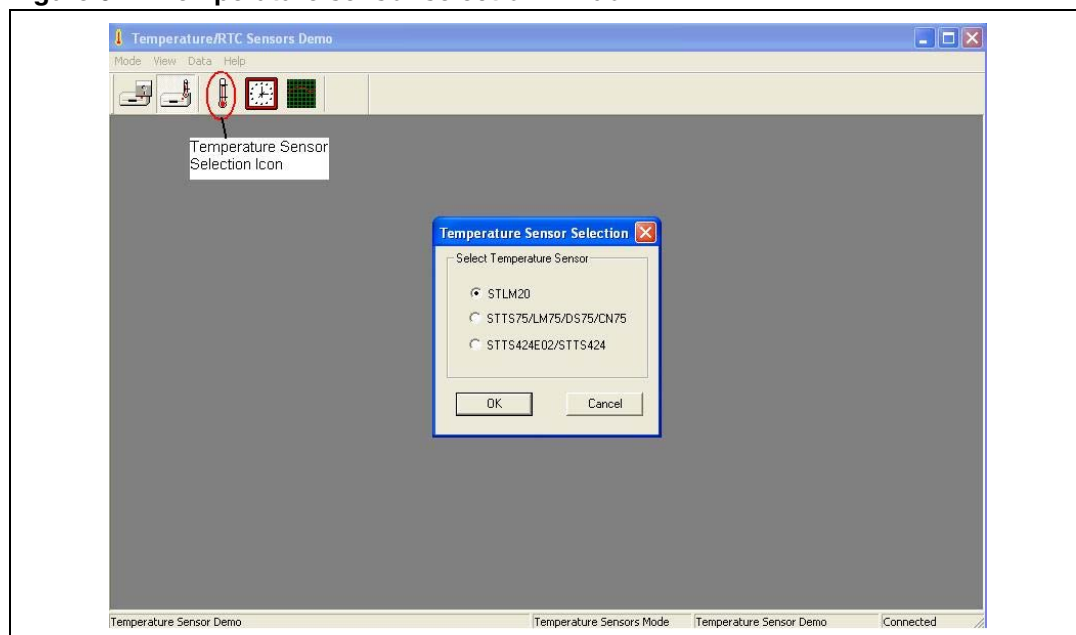 Temperature/RTC Sensors Demo
Mode View Data Help
Temperature Sensor
Selection Icon
Temperature Sensor Selection
Select Temperature Sensor
STLM20
STTS75/LM75/DS75/CN75
STTS424E02/STTS424
OK Cancel
Temperature Sensor Demo Temperature Sensors Mode Temperature Sensor Demo Connected